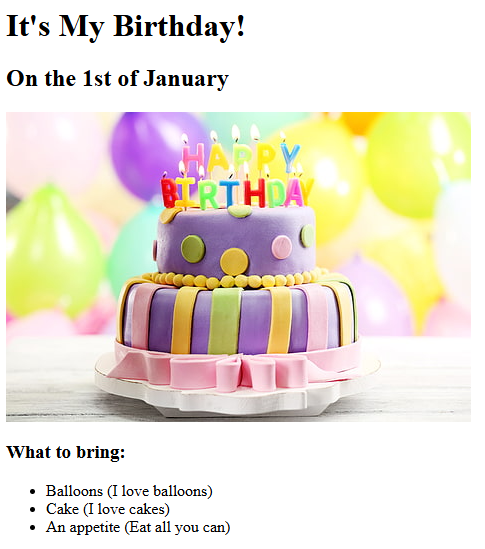 It's My Birthday!
On the 1st of January
HAPPY
BIRTHDAY
What to bring:
Balloons (I love balloons)
Cake (I love cakes)
An appetite (Eat all you can)